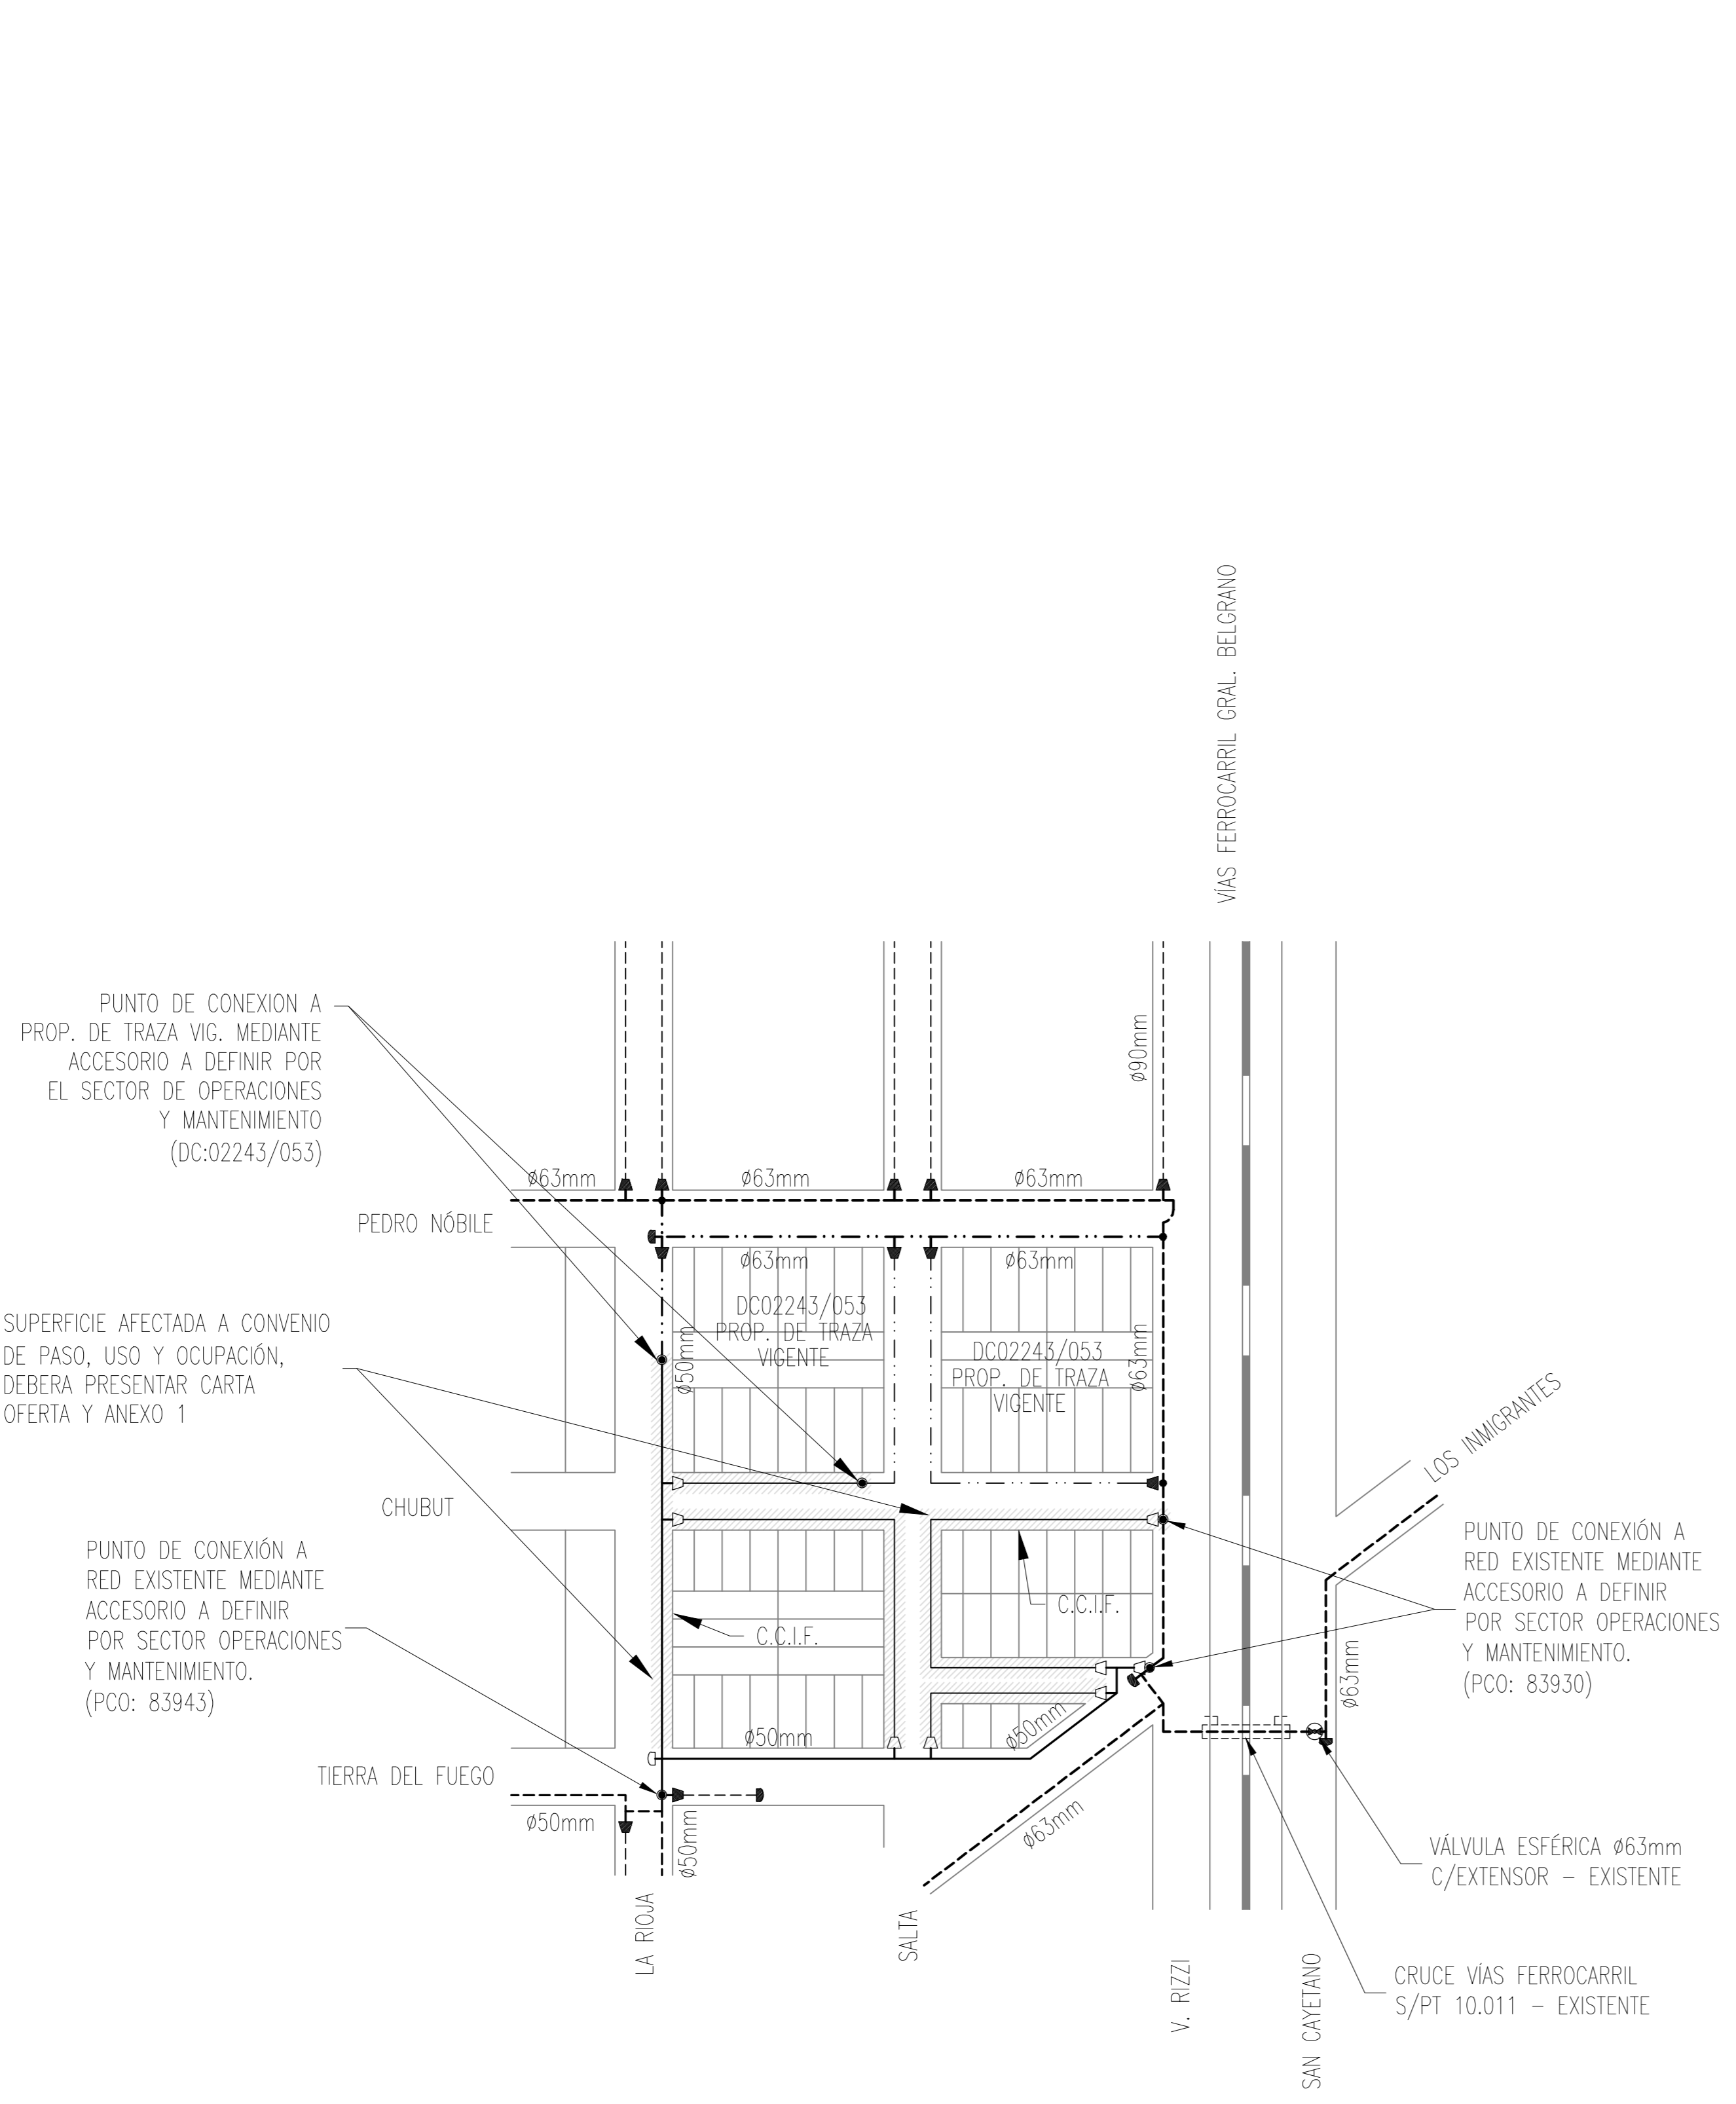 VÍAS FERROCARRIL GRAL. BELGRANO
PUNTO DE CONEXION A
PROP. DE TRAZA VIG. MEDIANTE
ACCESORIO A DEFINIR POR
EL SECTOR DE OPERACIONES
Y MANTENIMIENTO
(DC:02243/053)
ø90mm
ø63mm
ø63mm
ø63mm
PEDRO NÓBILE
ø63mm
ø63mm
DC02243/053
PROP. DE TRAZA
VIGENTE
DC02243/053
PROP. DE TRAZA
VIGENTE
ø50mm
ø63mm
SUPERFICIE AFECTADA A CONVENIO
DE PASO, USO Y OCUPACIÓN,
DEBERA PRESENTAR CARTA
OFERTA Y ANEXO 1
LOS INMIGRANTES
CHUBUT
PUNTO DE CONEXIÓN A
RED EXISTENTE MEDIANTE
ACCESORIO A DEFINIR
POR SECTOR OPERACIONES
Y MANTENIMIENTO.
(PCO: 83943)
C.C.I.F.
C.C.I.F.
PUNTO DE CONEXIÓN A
RED EXISTENTE MEDIANTE
ACCESORIO A DEFINIR
POR SECTOR OPERACIONES
Y MANTENIMIENTO.
(PCO: 83930)
ø63mm
ø50mm
ø50mm
TIERRA DEL FUEGO
ø50mm
ø50mm
ø63mm
VÁLVULA ESFÉRICA ø63mm
C/EXTENSOR – EXISTENTE
LA RIOJA
SALTA
V. RIZZI
SAN CAYETANO
CRUCE VÍAS FERROCARRIL
S/PT 10.011 – EXISTENTE